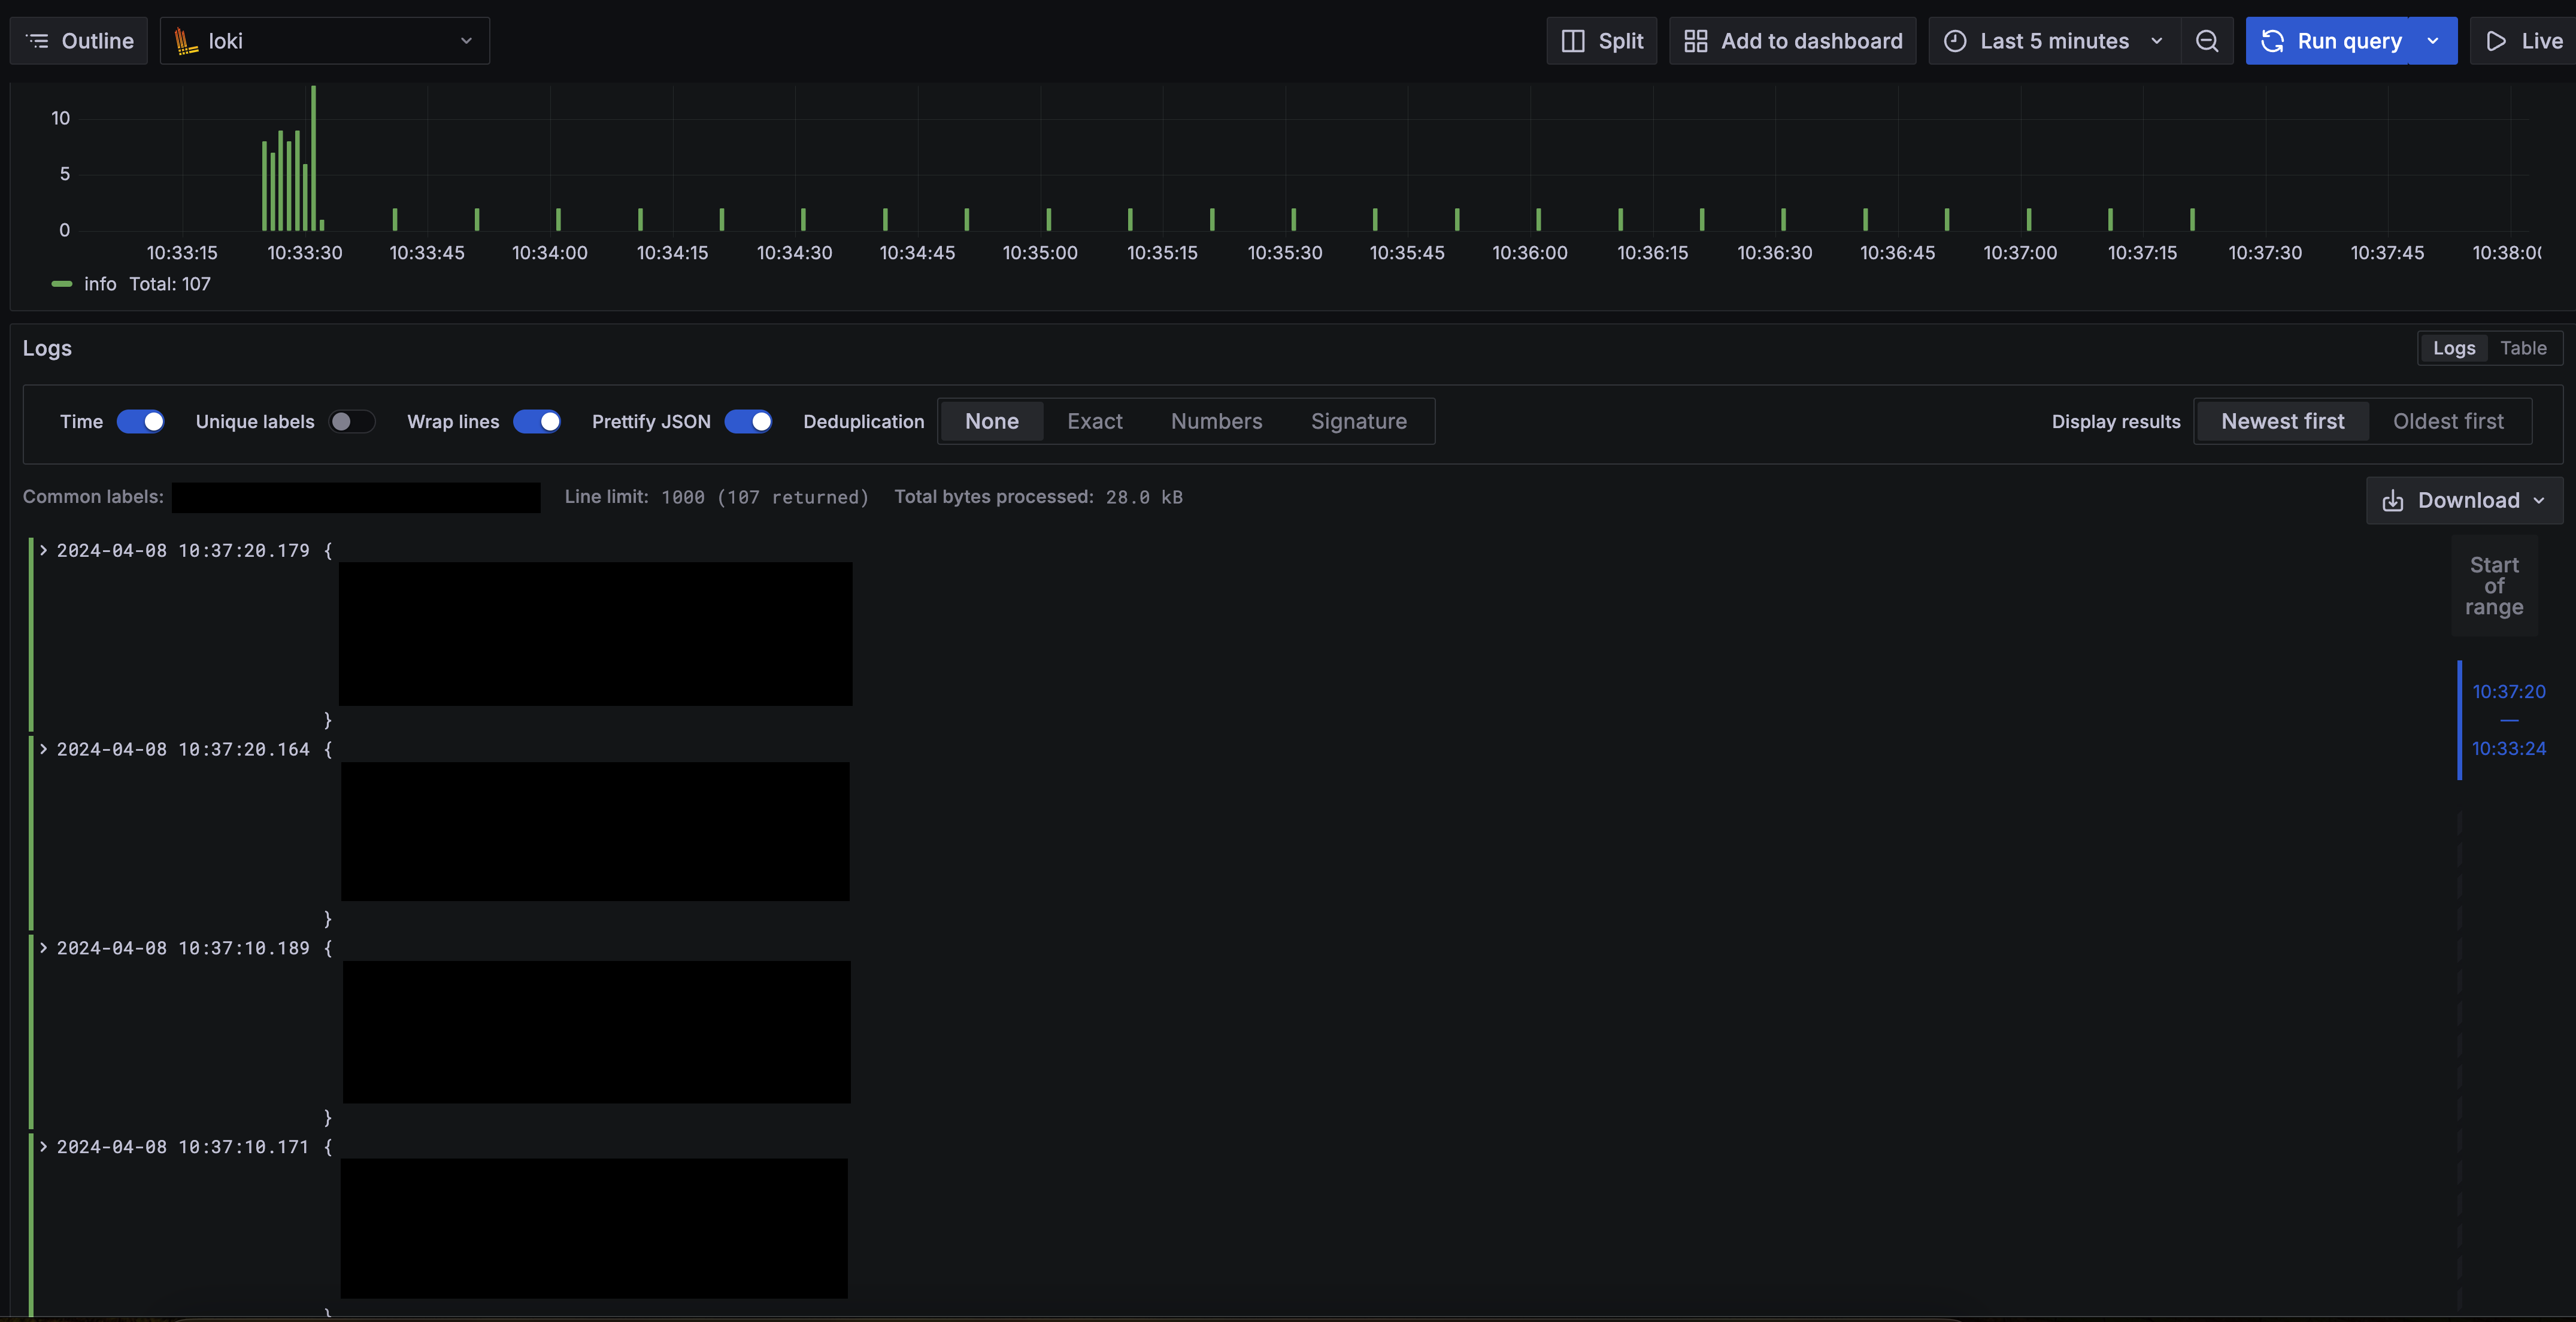 Outline loki Split Add to dashboard Last 5 minutes Run query Live
10
5
0
10:33:15 10:33:30 10:33:45 10:34:00 10:34:15 10:34:30 10:34:45 10:35:00 10:35:15 10:35:30 10:35:45 10:36:00 10:36:15 10:36:30 10:36:45 10:37:00 10:37:15 10:37:30 10:37:45 10:38:00
info Total: 107
Logs Logs Table
Time Unique labels Wrap lines Prettify JSON Deduplication None Exact Numbers Signature Display results Newest first Oldest first
Common labels: Line limit: 1000 (107 returned) Total bytes processed: 28.0 kB Download
2024-04-08 10:37:20.179 {
}
2024-04-08 10:37:20.164 {
}
2024-04-08 10:37:10.189 {
}
2024-04-08 10:37:10.171 {
}
Start
of
range
10:37:20
—
10:33:24